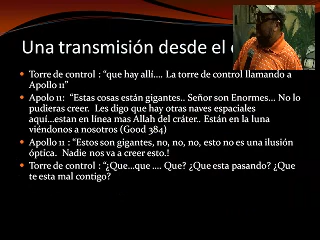 Una transmisión desde el
Torre de control : “que hay allí.... La torre de control llamando a
Apollo 11”
Apolo 11: “Estas cosas están gigantes.. Señor son Enormes... No lo
pudieras creer. Les digo que hay otras naves espaciales
aquí...estan en línea mas Allah del cráter.. Están en la luna
viéndonos a nosotros (Good 384)
Apollo 11 : “Estos son gigantes, no, no, no, esto no es una ilusión
óptica. Nadie nos va a creer esto.!
Torre de control : “¿Que...que .... Que? ¿Que esta pasando? ¿Que
te esta mal contigo?